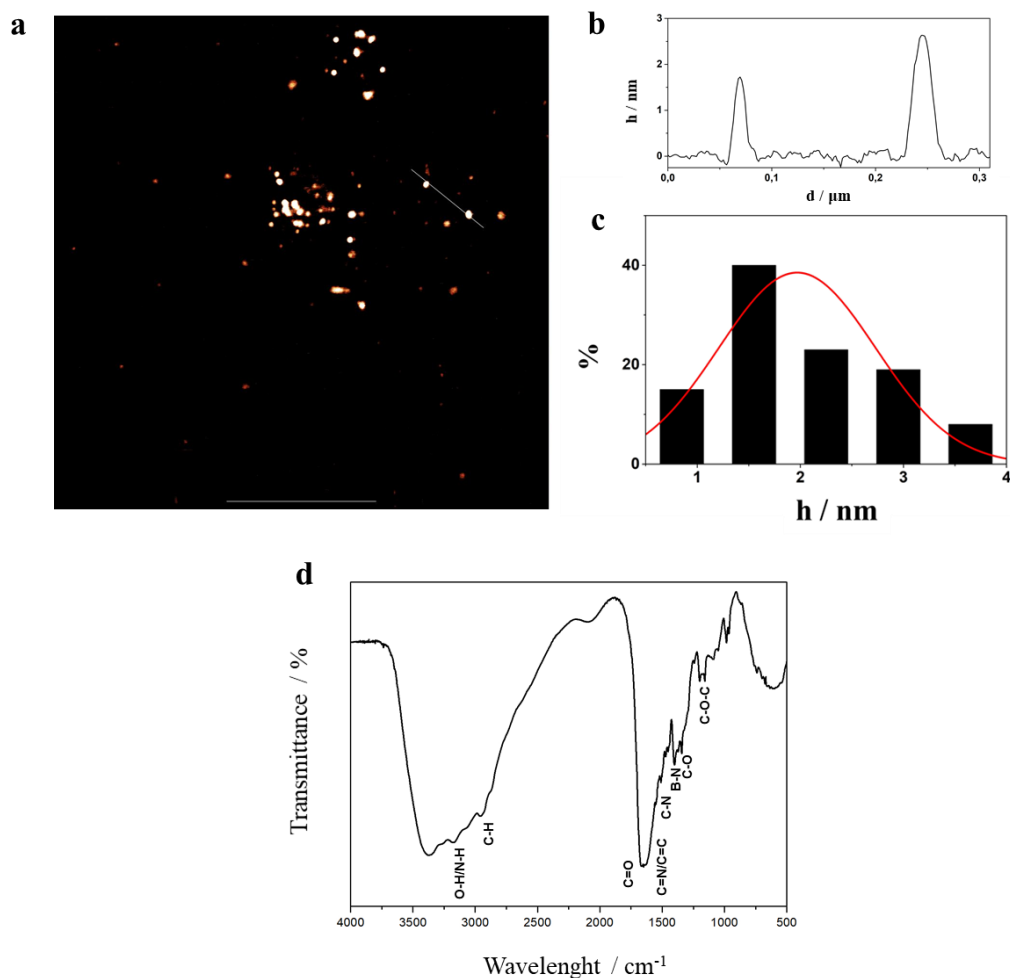 a
b
h / nm
3
2
1
0
0,0
0,1
0,2
0,3
d / µm
c
%
40
20
0
1
2
3
4
h / nm
d
Transmittance / %
O-H/N-H
C-H
C=O
C=N/C=C
C-N
B-N
C-O
C-O-C
4000
3500
3000
2500
2000
1500
1000
500
Wavelenght / cm⁻¹